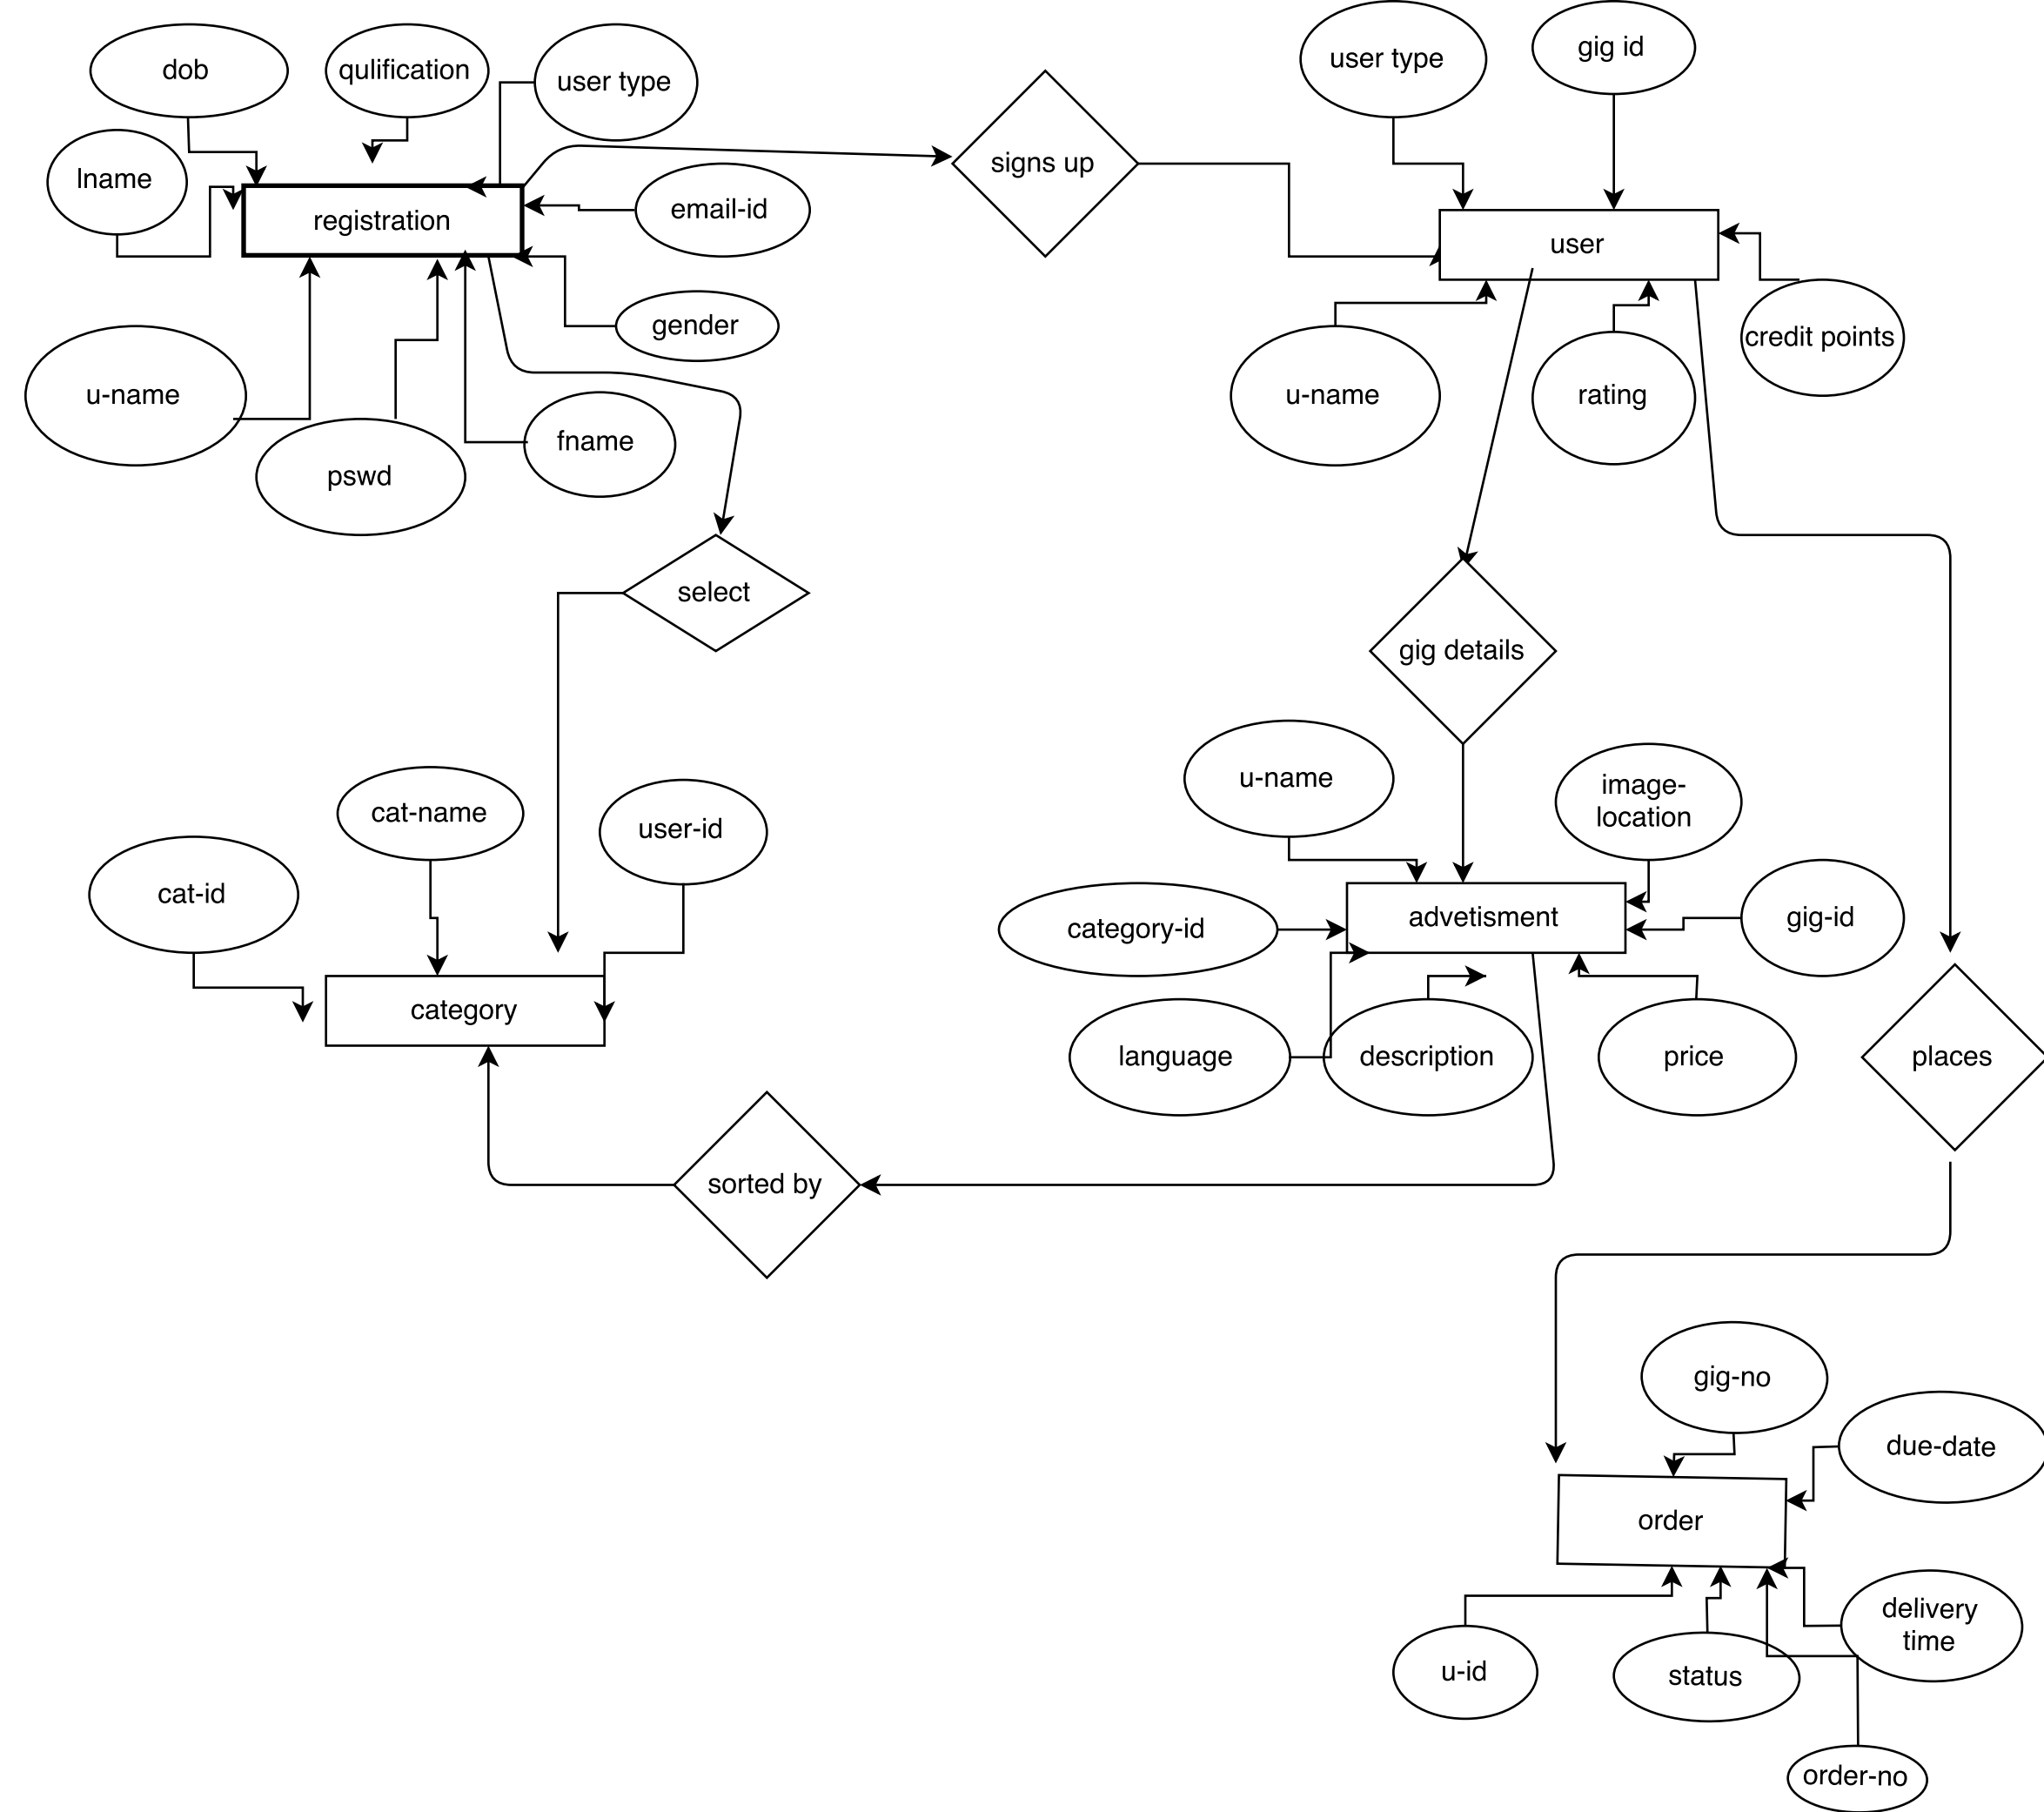 dob
qulification
user type
user type
gig id
lname
signs up
registration
email-id
user
gender
credit points
u-name
fname
pswd
u-name
rating
select
gig details
cat-name
user-id
u-name
image-
location
cat-id
category-id
advetisment
gig-id
category
language
description
price
places
sorted by
gig-no
due-date
order
delivery
time
u-id
status
order-no